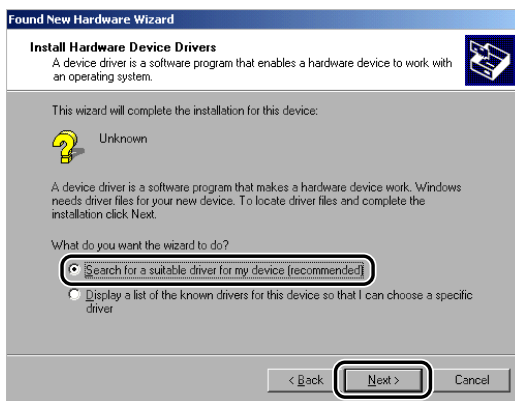 Found New Hardware Wizard
Install Hardware Device Drivers
A device driver is a software program that enables a hardware device to work with
an operating system.
This wizard will complete the installation for this device:
Unknown
A device driver is a software program that makes a hardware device work. Windows
needs driver files for your new device. To locate driver files and complete the
installation click Next.
What do you want the wizard to do?
Search for a suitable driver for my device (recommended)
Display a list of the known drivers for this device so that I can choose a specific
driver
< Back Next > Cancel